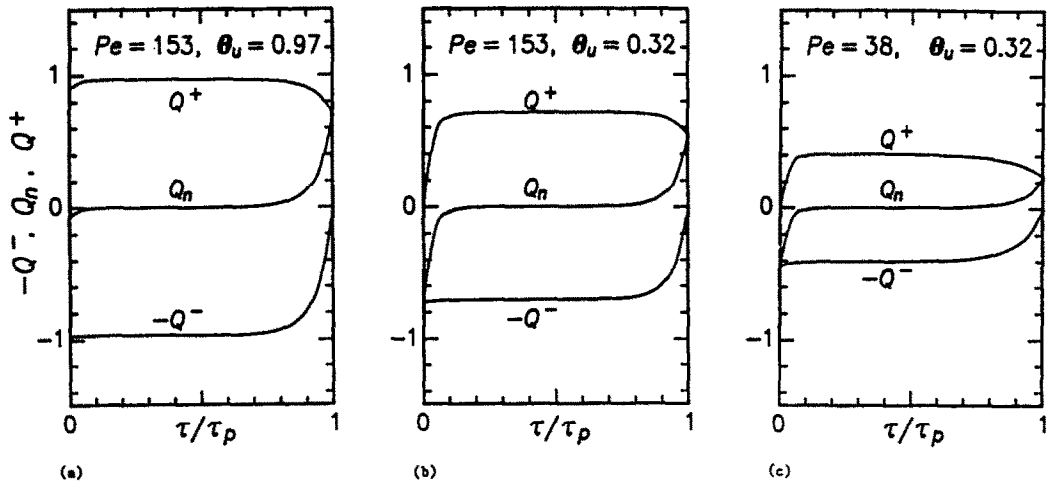 Pe = 153, θu = 0.97
Q+
Qn
-Q-
1
0
-1
-Q-, Qn, Q+
0
1
τ/τp
(a)
Pe = 153, θu = 0.32
Q+
Qn
-Q-
1
0
-1
0
1
τ/τp
(b)
Pe = 38, θu = 0.32
Q+
Qn
-Q-
1
0
-1
0
1
τ/τp
(c)